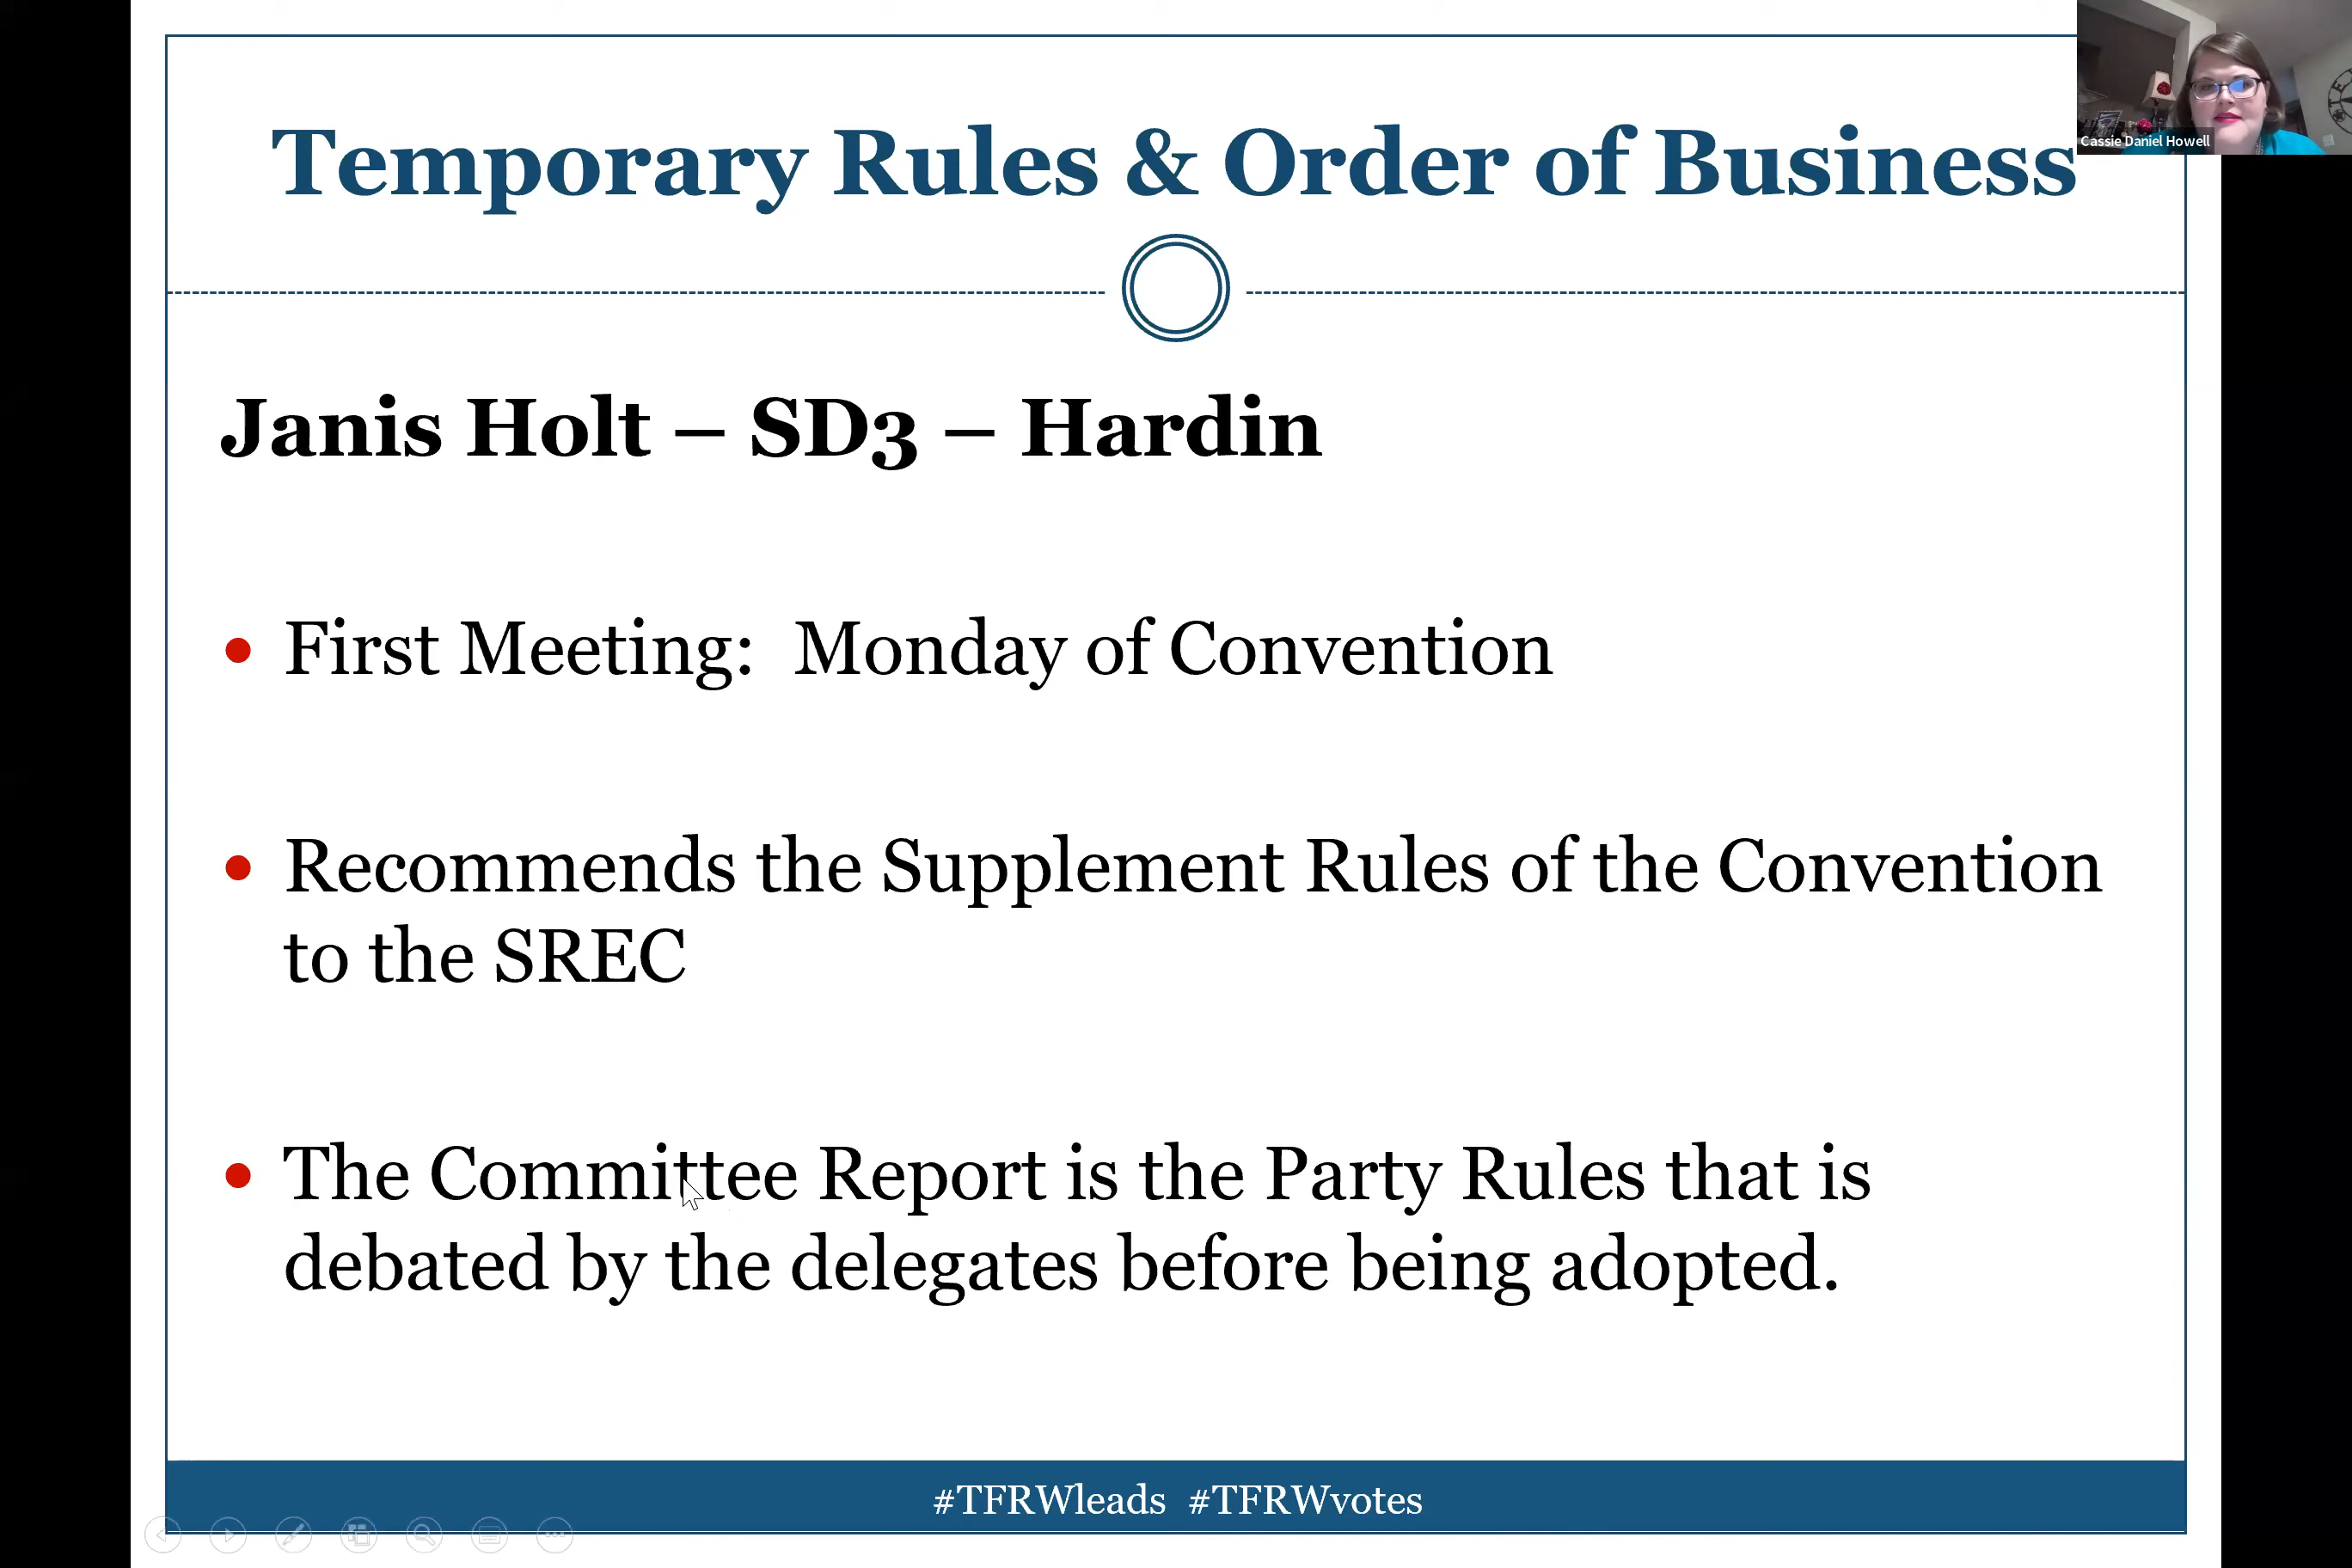 Temporary Rules & Order of Business
Cassie Daniel Howell
Janis Holt – SD3 – Hardin
• First Meeting:  Monday of Convention
• Recommends the Supplement Rules of the Convention
to the SREC
• The Committee Report is the Party Rules that is
debated by the delegates before being adopted.
#TFRWleads  #TFRWvotes